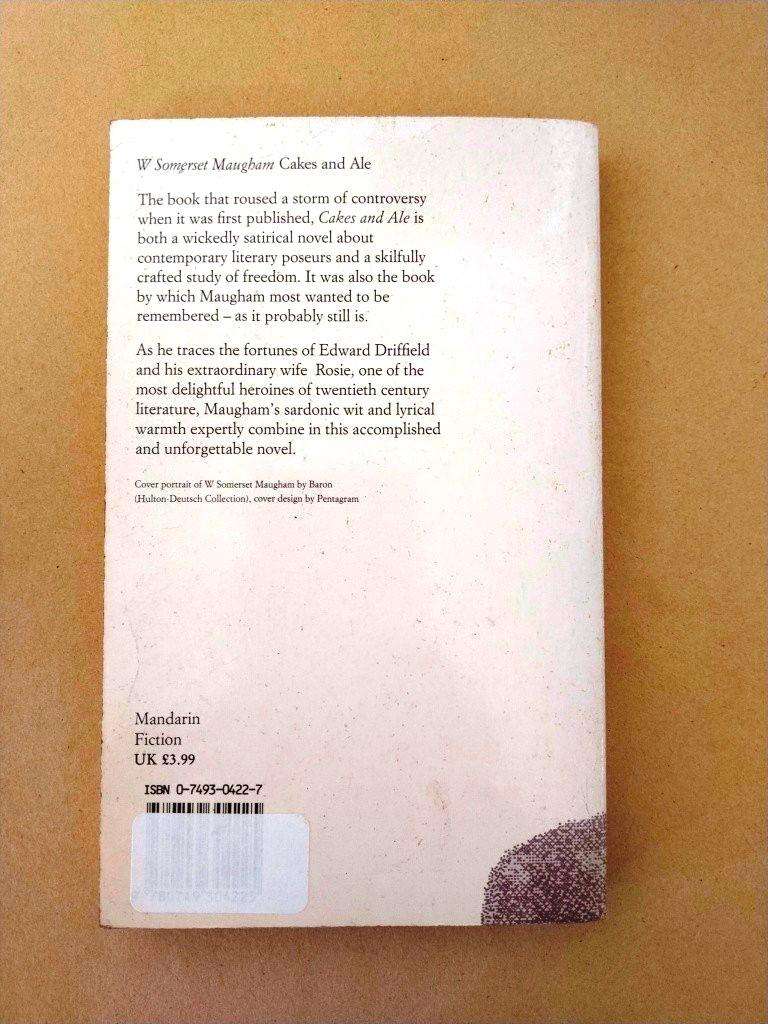 W Somerset Maugham Cakes and Ale
The book that roused a storm of controversy
when it was first published, Cakes and Ale is
both a wickedly satirical novel about
contemporary literary poseurs and a skilfully
crafted study of freedom. It was also the book
by which Maugham most wanted to be
remembered – as it probably still is.
As he traces the fortunes of Edward Driffield
and his extraordinary wife Rosie, one of the
most delightful heroines of twentieth century
literature, Maugham's sardonic wit and lyrical
warmth expertly combine in this accomplished
and unforgettable novel.
Cover portrait of W Somerset Maugham by Baron
(Hulton-Deutsch Collection), cover design by Pentagram
Mandarin
Fiction
UK £3.99
ISBN 0-7493-0422-7